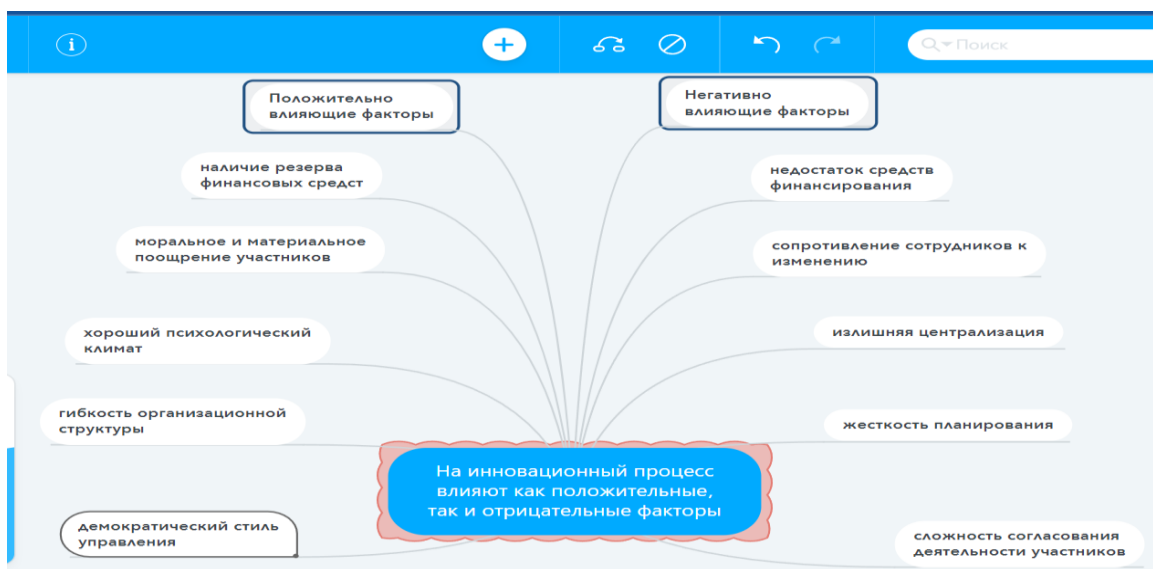 i
Поиск
Положительно
влияющие факторы
наличие резерва
финансовых средст
моральное и материальное
поощрение участников
хороший психологический
климат
гибкость организационной
структуры
демократический стиль
управления
Негативно
влияющие факторы
недостаток средств
финансирования
сопротивление сотрудников к
изменению
излишняя централизация
жесткость планирования
сложность согласования
деятельности участников
На инновационный процесс
влияют как положительные,
так и отрицательные факторы